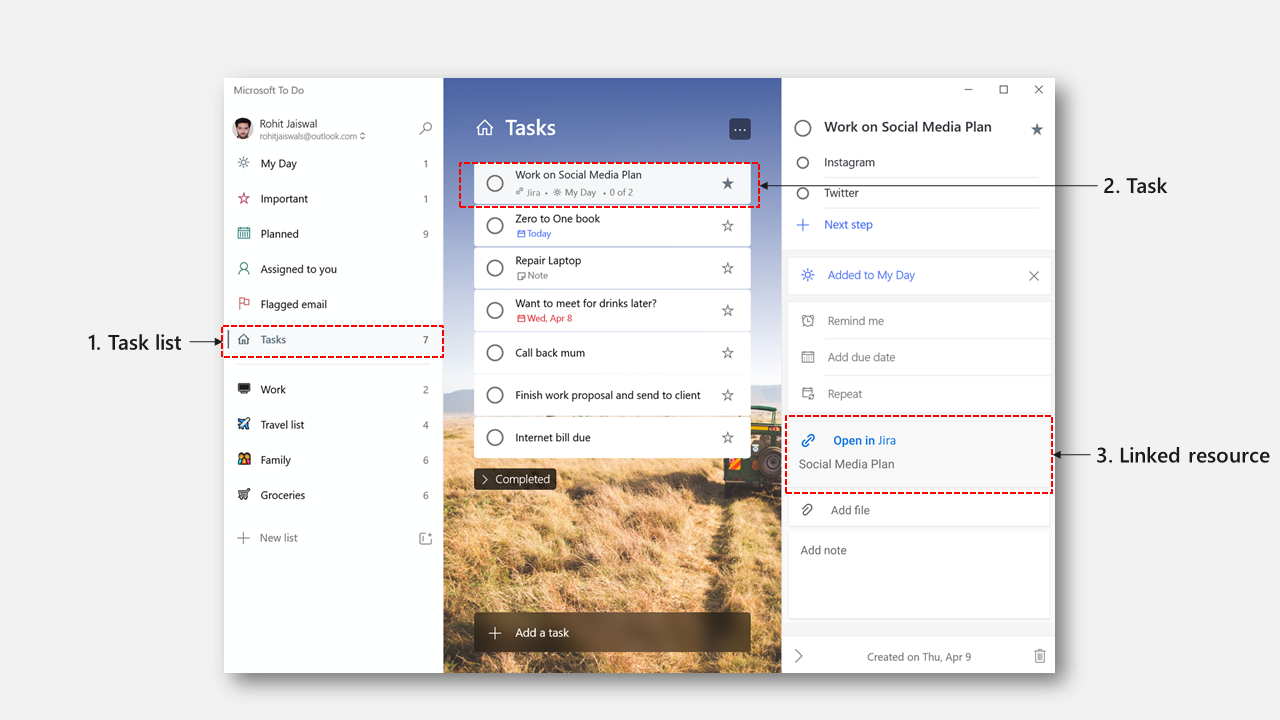 Microsoft To Do
Rohit Jaiswal
rohitjaiswals@outlook.com
My Day 1
Important 1
Planned 9
Assigned to you
Flagged email
1. Task list
Tasks 7
Work 2
Travel list 4
Family 6
Groceries 6
New list
Tasks
Work on Social Media Plan
Jira • My Day • 0 of 2
2. Task
Zero to One book
Today
Repair Laptop
Note
Want to meet for drinks later?
Wed, Apr 8
Call back mum
Finish work proposal and send to client
Internet bill due
Completed
Add a task
Work on Social Media Plan
Instagram
Twitter
Next step
Added to My Day
Remind me
Add due date
Repeat
Open in Jira
Social Media Plan
3. Linked resource
Add file
Add note
Created on Thu, Apr 9